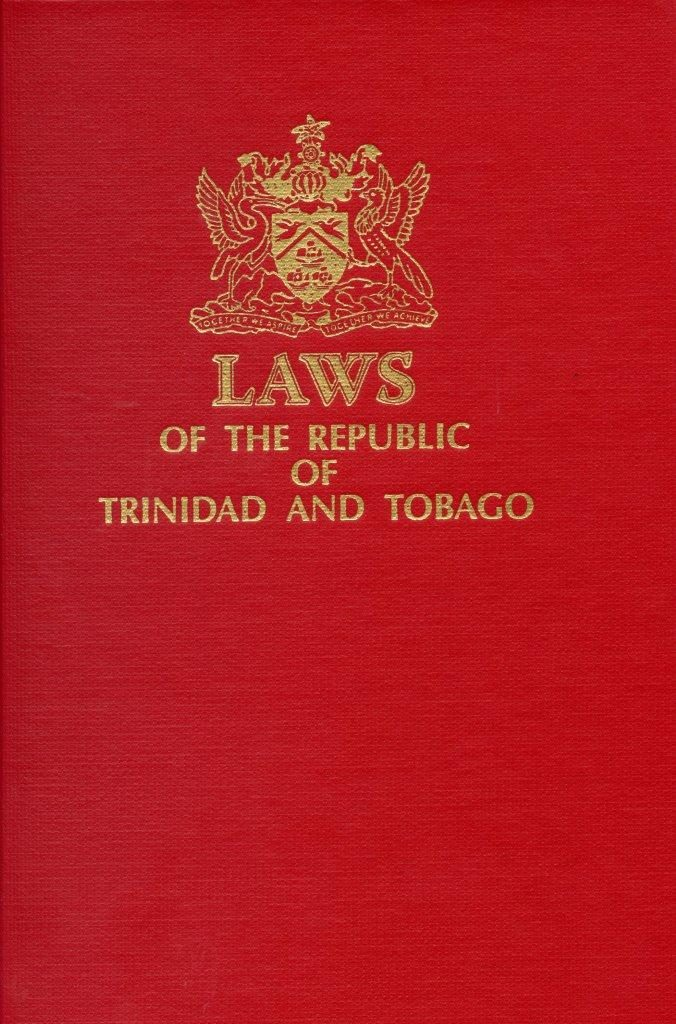 TOGETHER WE ASPIRE TOGETHER WE ACHIEVE
LAWS
OF THE REPUBLIC
OF
TRINIDAD AND TOBAGO